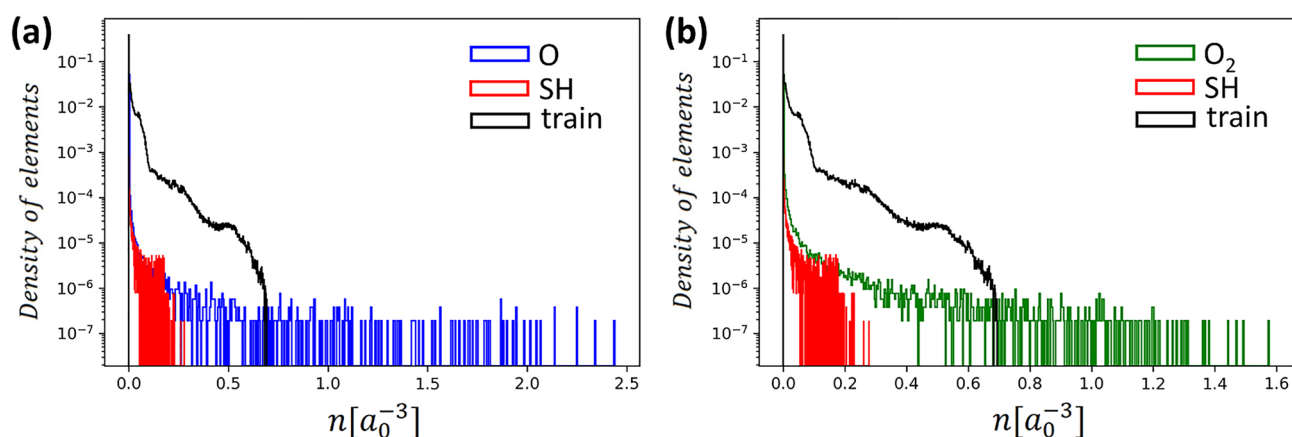 (a)
Density of elements
10⁻¹
10⁻²
10⁻³
10⁻⁴
10⁻⁵
10⁻⁶
10⁻⁷
O
SH
train
0.0 0.5 1.0 1.5 2.0 2.5
n[a₀⁻³]
(b)
Density of elements
10⁻¹
10⁻²
10⁻³
10⁻⁴
10⁻⁵
10⁻⁶
10⁻⁷
O₂
SH
train
0.0 0.2 0.4 0.6 0.8 1.0 1.2 1.4 1.6
n[a₀⁻³]